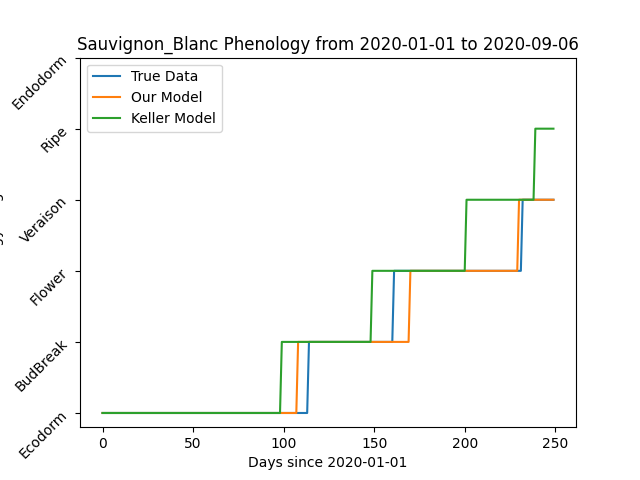 Sauvignon_Blanc Phenology from 2020-01-01 to 2020-09-06
True Data
Our Model
Keller Model
Endodorm
Ripe
Veraison
Flower
BudBreak
Ecodorm
0 50 100 150 200 250
Days since 2020-01-01